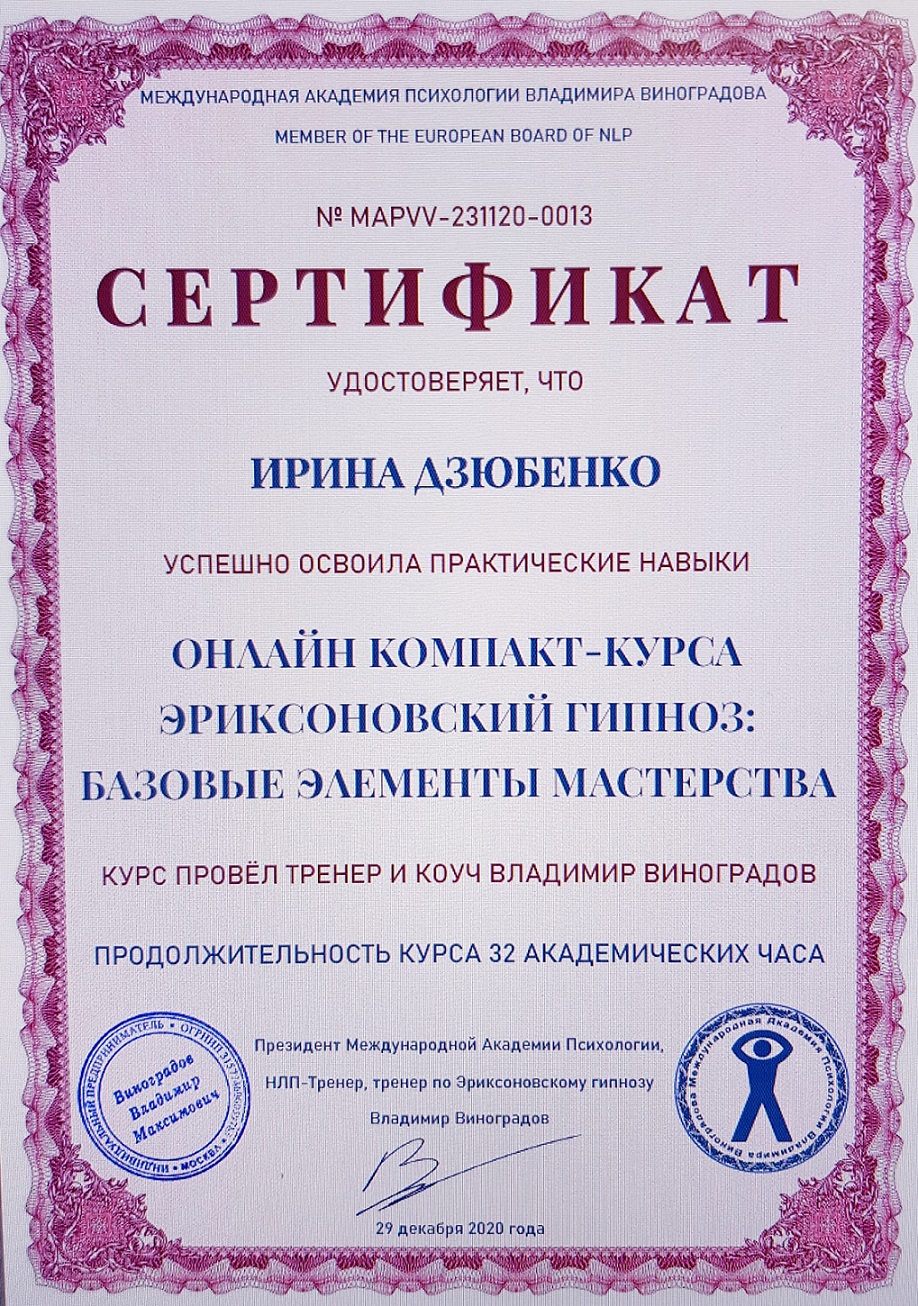 МЕЖДУНАРОДНАЯ АКАДЕМИЯ ПСИХОЛОГИИ ВЛАДИМИРА ВИНОГРАДОВА
MEMBER OF THE EUROPEAN BOARD OF NLP
№ MAPVV-231120-0013
СЕРТИФИКАТ
УДОСТОВЕРЯЕТ, ЧТО
ИРИНА ДЗЮБЕНКО
УСПЕШНО ОСВОИЛА ПРАКТИЧЕСКИЕ НАВЫКИ
ОНЛАЙН КОМПАКТ-КУРСА
ЭРИКСОНОВСКИЙ ГИПНОЗ:
БАЗОВЫЕ ЭЛЕМЕНТЫ МАСТЕРСТВА
КУРС ПРОВЁЛ ТРЕНЕР И КОУЧ ВЛАДИМИР ВИНОГРАДОВ
ПРОДОЛЖИТЕЛЬНОСТЬ КУРСА 32 АКАДЕМИЧЕСКИХ ЧАСА
ИНДИВИДУАЛЬНЫЙ ПРЕДПРИНИМАТЕЛЬ • ОГРНИП
• МОСКВА •
Виноградов
Владимир
Максимович
Президент Международной Академии Психологии,
НЛП-Тренер, тренер по Эриксоновскому гипнозу
Владимир Виноградов
29 декабря 2020 года
Международная Академия Психологии Владимира Виноградова